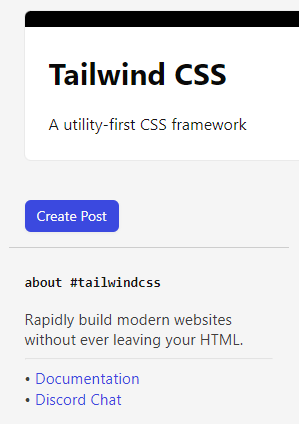 Tailwind CSS
A utility-first CSS framework
Create Post
about #tailwindcss
Rapidly build modern websites
without ever leaving your HTML.
• Documentation
• Discord Chat